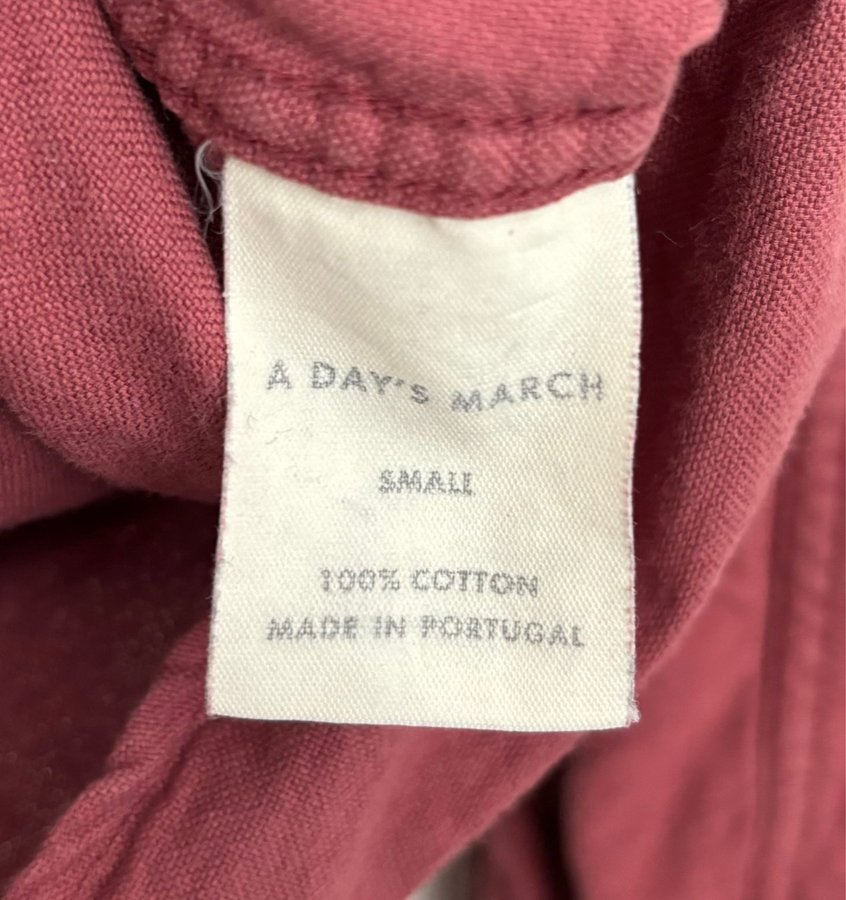 A DAY'S MARCH
SMALL
100% COTTON
MADE IN PORTUGAL